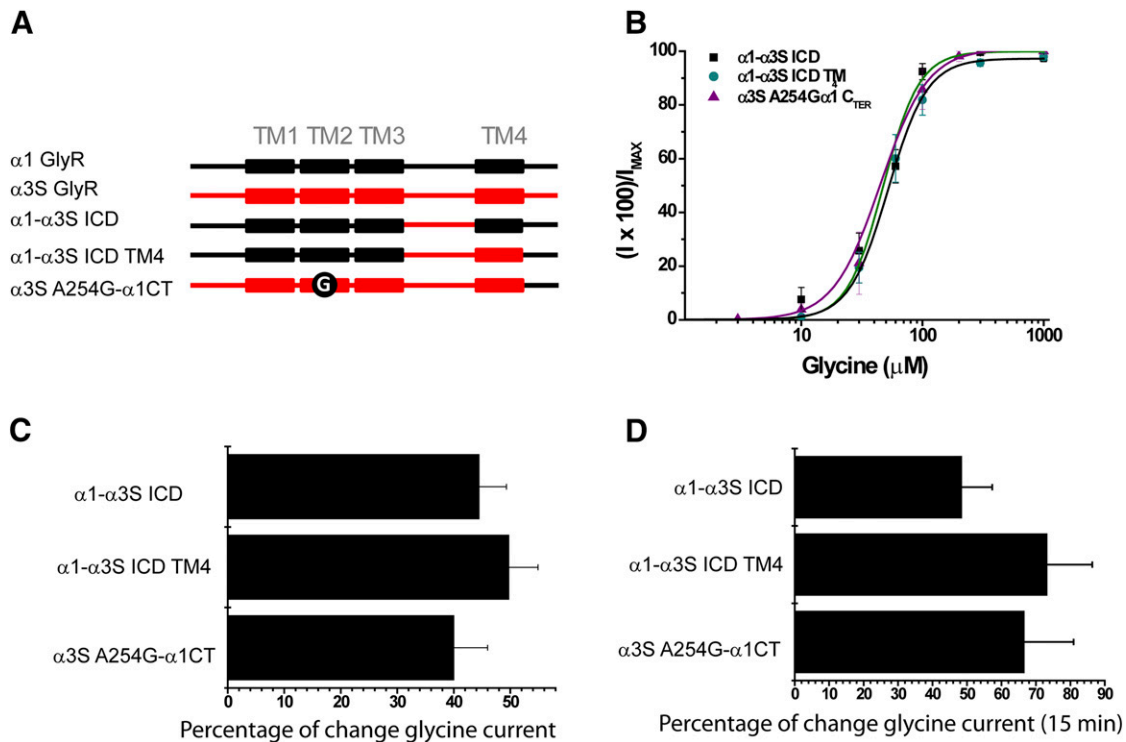 A
TM1 TM2 TM3 TM4
α1 GlyR
α3S GlyR
α1-α3S ICD
α1-α3S ICD TM4
α3S A254G-α1CT
G
B
(I x 100)/I_MAX
100
80
60
40
20
0
α1-α3S ICD
α1-α3S ICD TM4
α3S A254Gα1 C_TER
10 100 1000
Glycine (μM)
C
α1-α3S ICD
α1-α3S ICD TM4
α3S A254G-α1CT
0 10 20 30 40 50
Percentage of change glycine current
D
α1-α3S ICD
α1-α3S ICD TM4
α3S A254G-α1CT
0 10 20 30 40 50 60 70 80 90
Percentage of change glycine current (15 min)